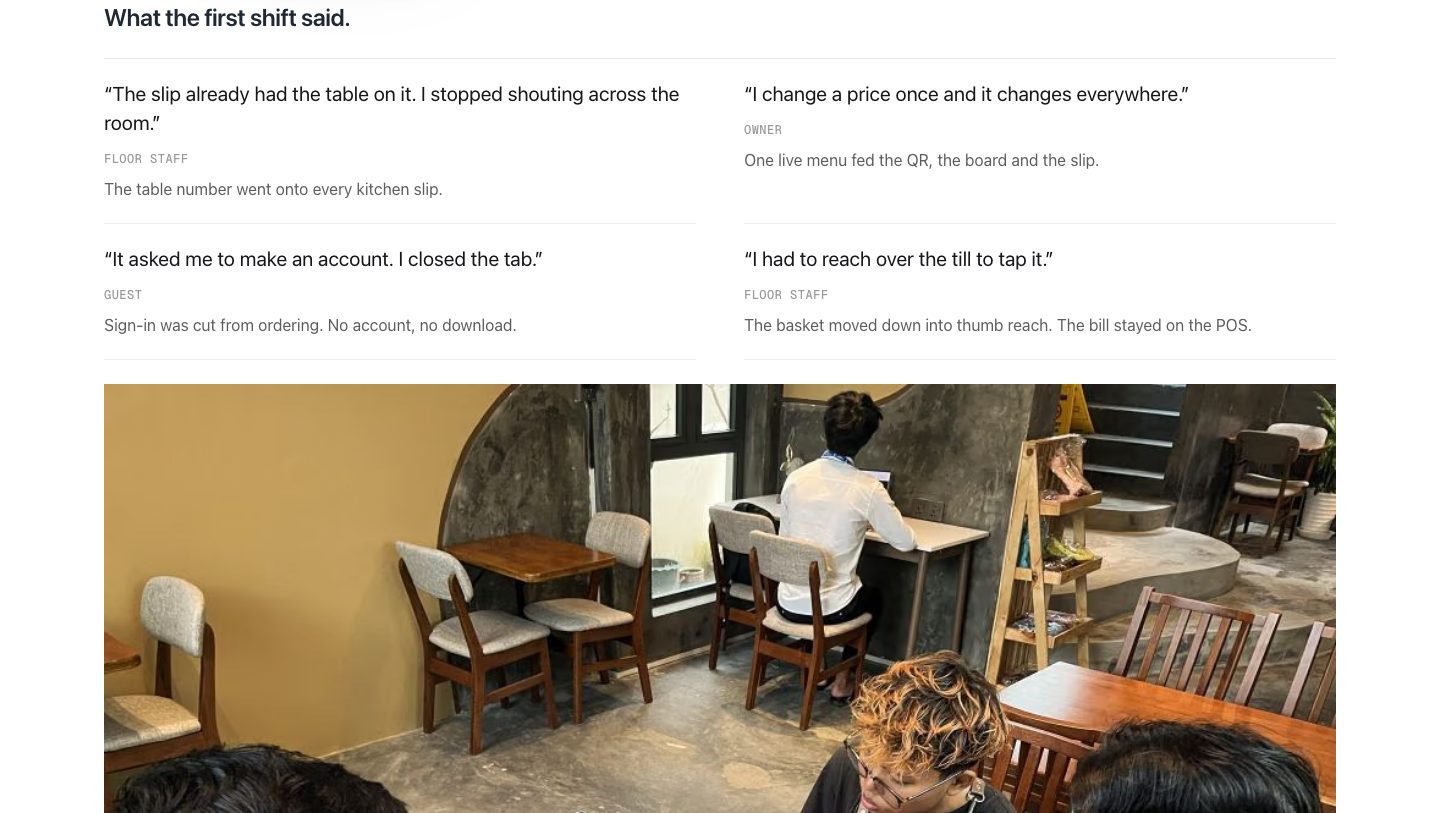 What the first shift said.
“The slip already had the table on it. I stopped shouting across the
room.”
FLOOR STAFF
The table number went onto every kitchen slip.
“I change a price once and it changes everywhere.”
OWNER
One live menu fed the QR, the board and the slip.
“It asked me to make an account. I closed the tab.”
GUEST
Sign-in was cut from ordering. No account, no download.
“I had to reach over the till to tap it.”
FLOOR STAFF
The basket moved down into thumb reach. The bill stayed on the POS.